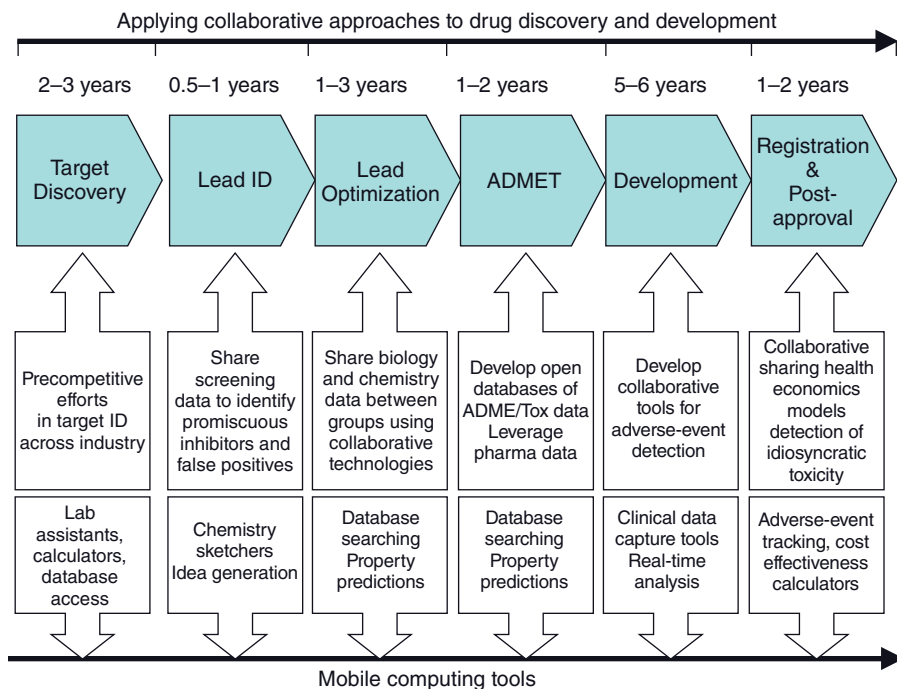 Applying collaborative approaches to drug discovery and development
2–3 years
0.5–1 years
1–3 years
1–2 years
5–6 years
1–2 years
Target
Discovery
Lead ID
Lead
Optimization
ADMET
Development
Registration
&
Post-
approval
Precompetitive
efforts
in target ID
across industry
Share
screening
data to identify
promiscuous
inhibitors and
false positives
Share biology
and chemistry
data between
groups using
collaborative
technologies
Develop open
databases of
ADME/Tox data
Leverage
pharma data
Develop
collaborative
tools for
adverse-event
detection
Collaborative
sharing health
economics
models
detection of
idiosyncratic
toxicity
Lab
assistants,
calculators,
database
access
Chemistry
sketchers
Idea generation
Database
searching
Property
predictions
Database
searching
Property
predictions
Clinical data
capture tools
Real-time
analysis
Adverse-event
tracking, cost
effectiveness
calculators
Mobile computing tools